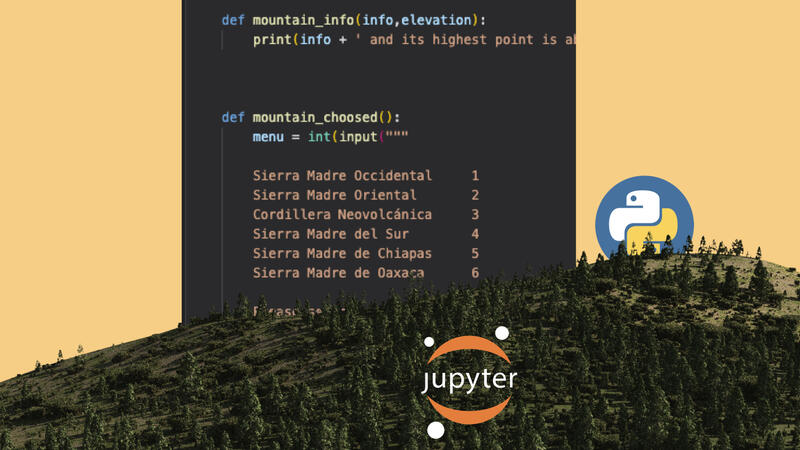 def mountain_info(info,elevation):
print(info + ' and its highest point is
def mountain_choosed():
menu = int(input("""
Sierra Madre Occidental 1
Sierra Madre Oriental 2
Cordillera Neovolcánica 3
Sierra Madre del Sur 4
Sierra Madre de Chiapas 5
Sierra Madre de Oaxaca 6
jupyter